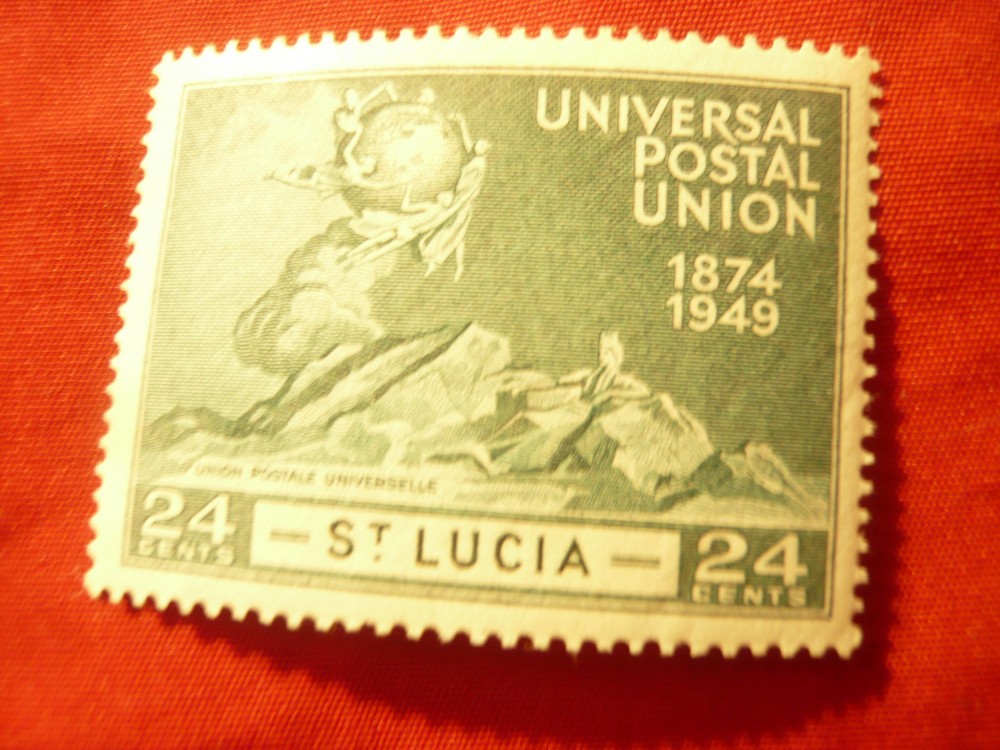 UNIVERSAL
POSTAL
UNION
1874
1949
UNION POSTALE UNIVERSELLE
24 CENTS
— ST LUCIA —
24 CENTS